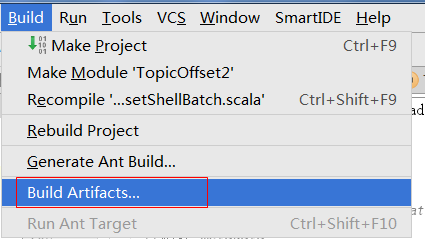 Build Run Tools VCS Window SmartIDE Help
Make Project Ctrl+F9
Make Module 'TopicOffset2'
Recompile '...setShellBatch.scala' Ctrl+Shift+F9
Rebuild Project
Generate Ant Build...
Build Artifacts...
Run Ant Target Ctrl+Shift+F10